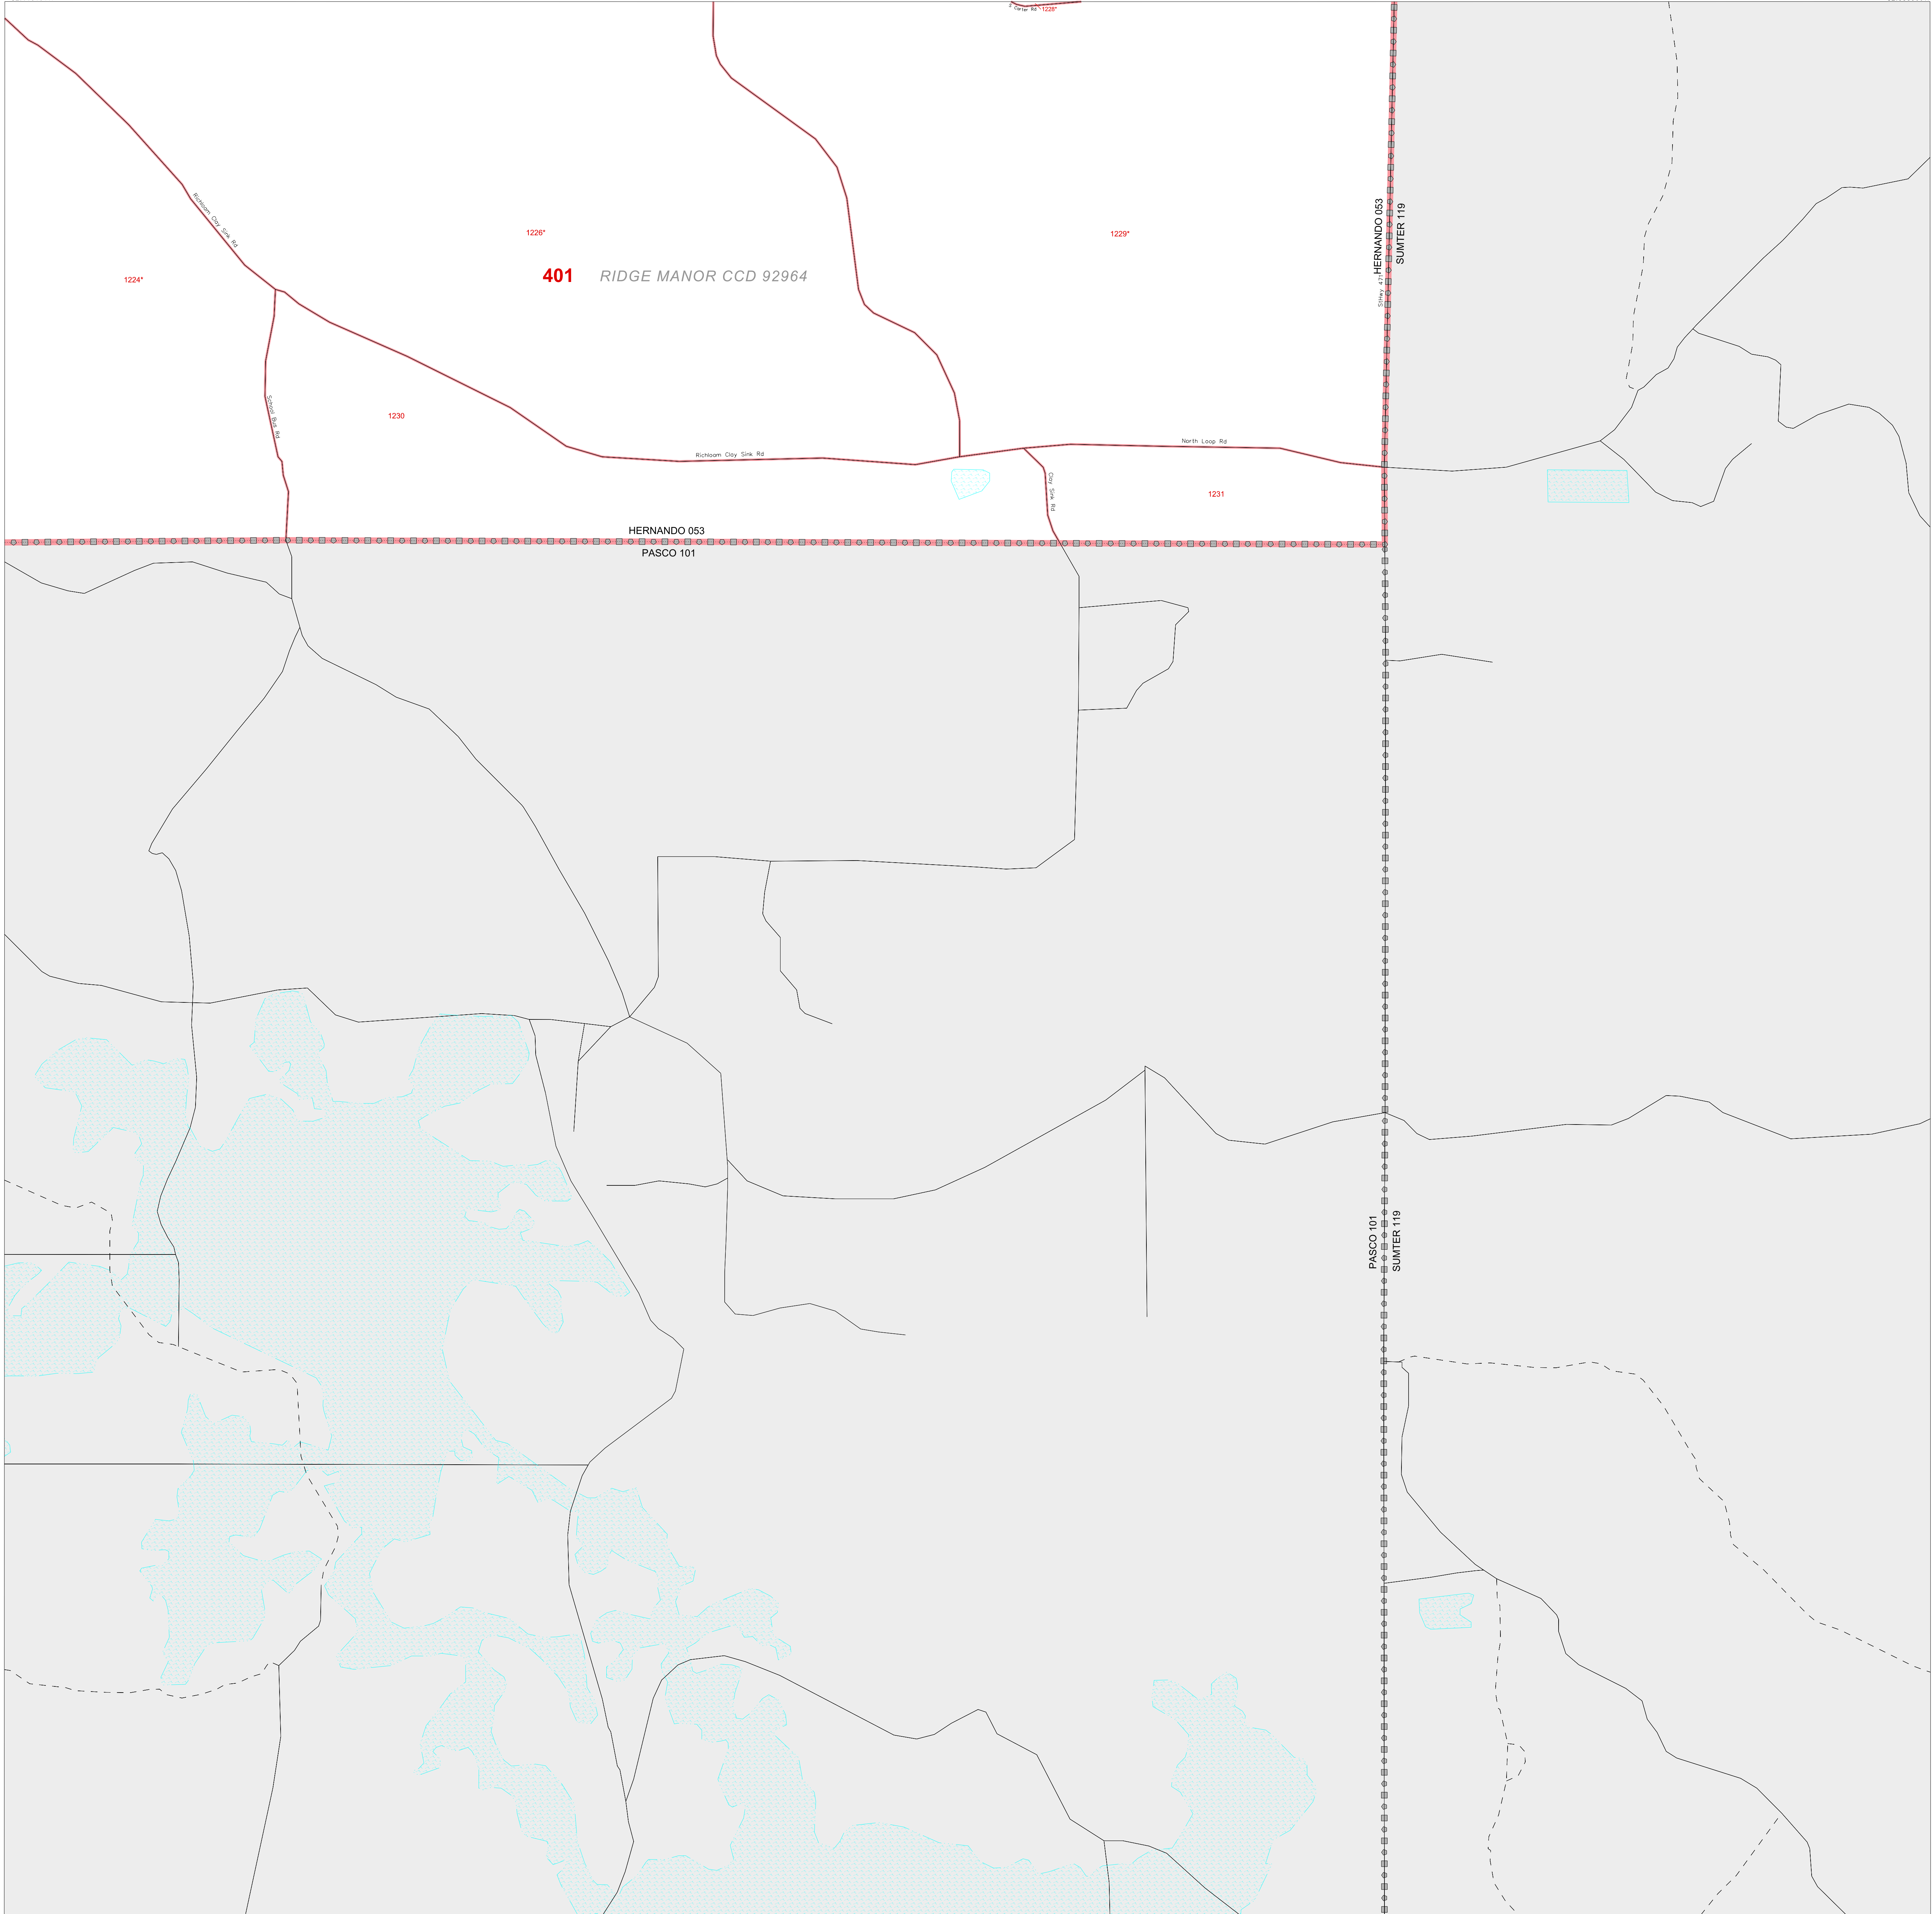 S Carter Rd
1228*
Richloam Clay Sink Rd
1226*
1229*
HERNANDO 053
SUMTER 119
StHwy 471
401 RIDGE MANOR CCD 92964
1224*
School Bus Rd
1230
North Loop Rd
Richloam Clay Sink Rd
Clay Sink Rd
1231
HERNANDO 053
PASCO 101
PASCO 101
SUMTER 119